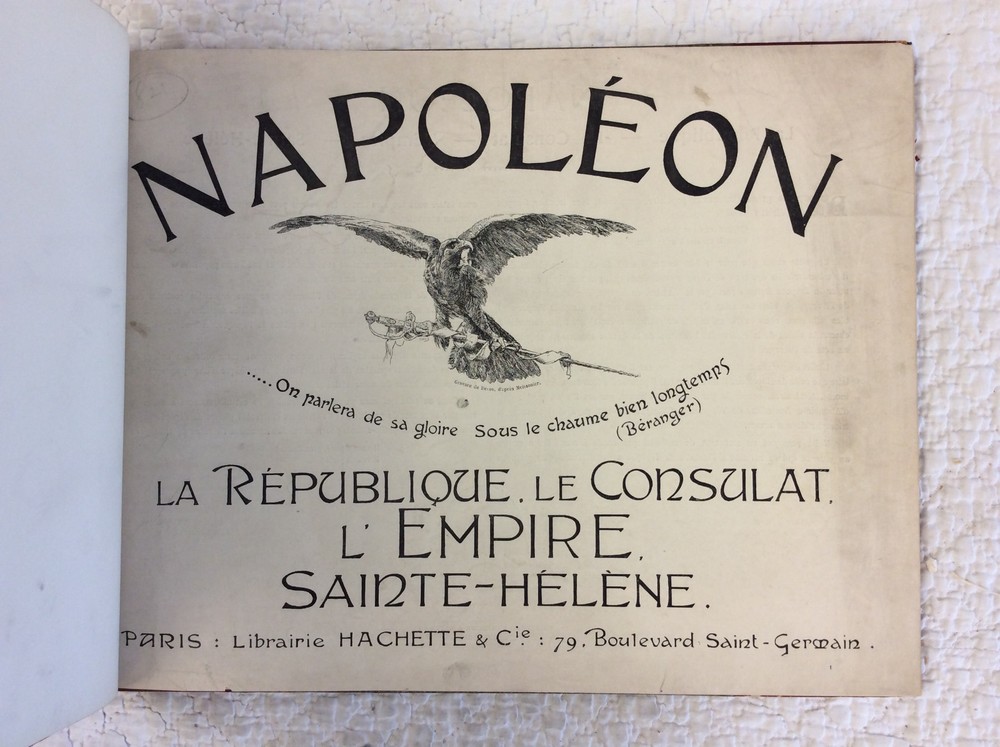 NAPOLÉON
.....On parlera de sa gloire Sous le chaume bien longtemps
(Béranger)
LA RÉPUBLIQUE, LE CONSULAT,
L'EMPIRE,
SAINTE-HÉLÈNE.
PARIS : Librairie HACHETTE & Cie : 79, Boulevard Saint-Germain.